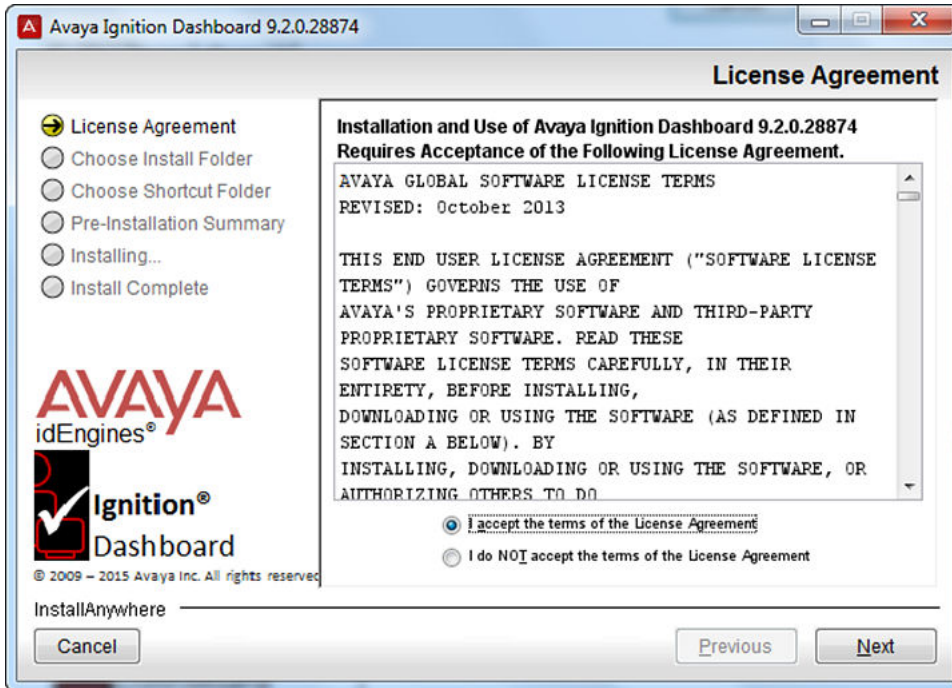 Avaya Ignition Dashboard 9.2.0.28874
License Agreement
License Agreement
Choose Install Folder
Choose Shortcut Folder
Pre-Installation Summary
Installing...
Install Complete
AVAYA
idEngines®
Ignition®
Dashboard
© 2009 – 2015 Avaya Inc. All rights reserved
Installation and Use of Avaya Ignition Dashboard 9.2.0.28874
Requires Acceptance of the Following License Agreement.
AVAYA GLOBAL SOFTWARE LICENSE TERMS
REVISED: October 2013
THIS END USER LICENSE AGREEMENT ("SOFTWARE LICENSE
TERMS") GOVERNS THE USE OF
AVAYA'S PROPRIETARY SOFTWARE AND THIRD-PARTY
PROPRIETARY SOFTWARE. READ THESE
SOFTWARE LICENSE TERMS CAREFULLY, IN THEIR
ENTIRETY, BEFORE INSTALLING,
DOWNLOADING OR USING THE SOFTWARE (AS DEFINED IN
SECTION A BELOW). BY
INSTALLING, DOWNLOADING OR USING THE SOFTWARE, OR
AUTHORIZING OTHERS TO DO
I accept the terms of the License Agreement
I do NOT accept the terms of the License Agreement
InstallAnywhere
Cancel
Previous
Next